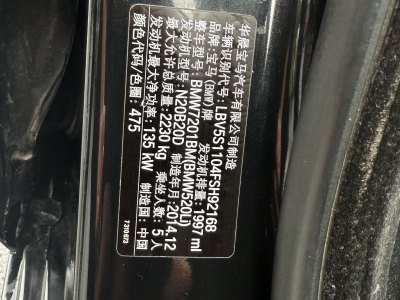 华晨宝马汽车有限公司制造
品牌: 宝马(BMW)牌
车辆识别代号: LBV5S1104FSH92168
整车型号: BMW7201BM(BMW520Li) 发动机排量: 1997 ml
发动机型号: N20B20D 制造年月: 2014.12
最大允许总质量: 2230 kg 乘坐人数: 5人
发动机最大净功率: 135 kW 制造国: 中国
颜色代码/色圈: 475